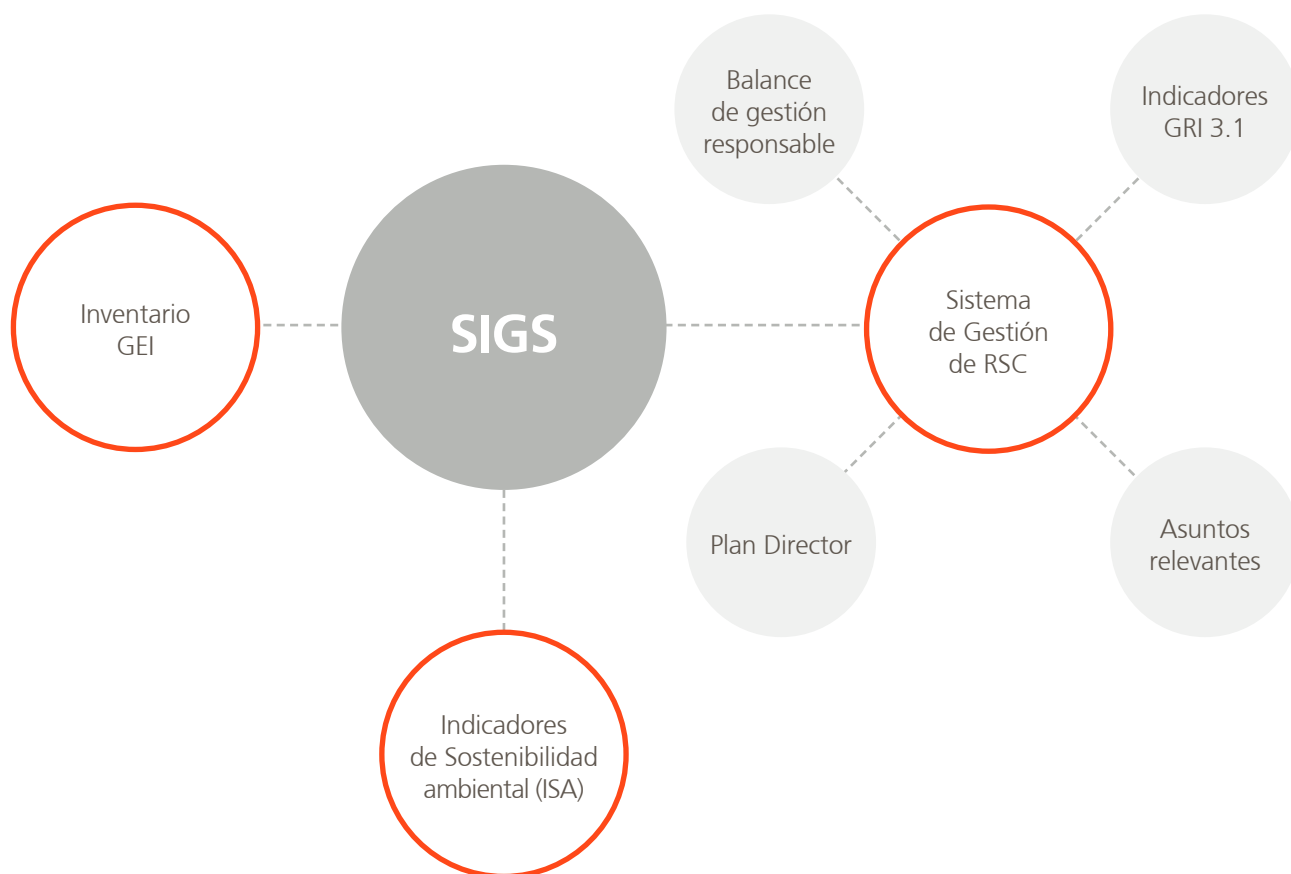 Balance
de gestión
responsable
Indicadores
GRI 3.1
Inventario
GEI
SIGS
Sistema
de Gestión
de RSC
Plan Director
Asuntos
relevantes
Indicadores
de Sostenibilidad
ambiental (ISA)